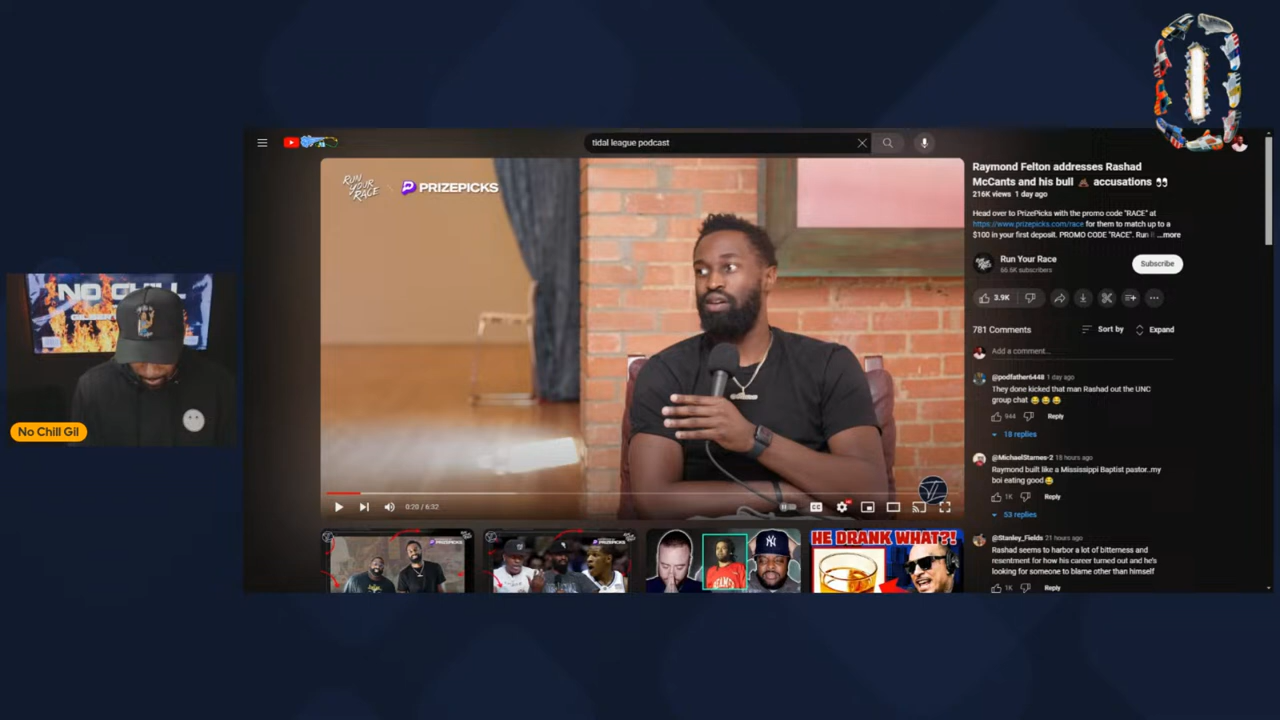 tidal league podcast
RUN
YOUR
RACE
PRIZEPICKS
Raymond Felton addresses Rashad
McCants and his bull 💩 accusations 👀
216K views 1 day ago
Head over to PrizePicks with the promo code "RACE" at
https://www.prizepicks.com/race for them to match up to a
$100 in your first deposit. PROMO CODE "RACE". Run ...more
Run Your Race
66.6K subscribers
Subscribe
3.9K
781 Comments
Sort by
Expand
Add a comment...
@podfather6448 1 day ago
They done kicked that man Rashad out the UNC
group chat 😂 😂 😂
944
Reply
18 replies
@MichaelStarnes-2 18 hours ago
Raymond built like a Mississippi Baptist pastor..my
boi eating good😂
1K
Reply
53 replies
@Stanley_Fields 21 hours ago
Rashad seems to harbor a lot of bitterness and
resentment for how his career turned out and he's
looking for someone to blame other than himself
1K
Reply
0:20 / 6:32
CC
NO CHILL
No Chill Gil
PRIZEPICKS
PRIZEPICKS
HE DRANK WHAT?!